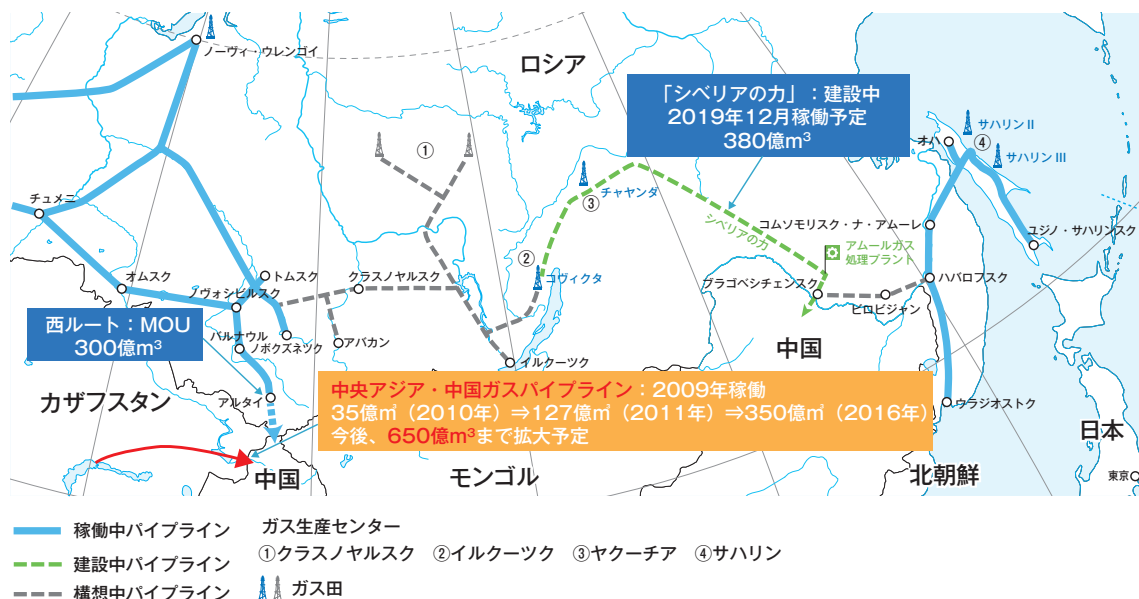 ノーヴィ・ウレンゴイ
ロシア
「シベリアの力」：建設中
2019年12月稼働予定
380億m³
サハリンⅡ
オハ
④
サハリンⅢ
①
チャヤンダ
③
チュメニ
シベリアの力
コムソモリスク・ナ・アムーレ
ユジノ・サハリンスク
アムールガス
処理プラント
②
コヴィクタ
オムスク
トムスク
クラスノヤルスク
ノヴォシビルスク
ブラゴベシチェンスク
ハバロフスク
ビロビジャン
西ルート：MOU
300億m³
バルナウル
ノボクズネツク
アバカン
イルクーツク
中国
カザフスタン
アルタイ
中央アジア・中国ガスパイプライン：2009年稼働
35億㎥（2010年）⇒127億㎥（2011年）⇒350億㎥（2016年）
今後、650億m³まで拡大予定
ウラジオストク
日本
中国
モンゴル
北朝鮮
東京
稼働中パイプライン
ガス生産センター
建設中パイプライン
①クラスノヤルスク ②イルクーツク ③ヤクーチア ④サハリン
構想中パイプライン
ガス田